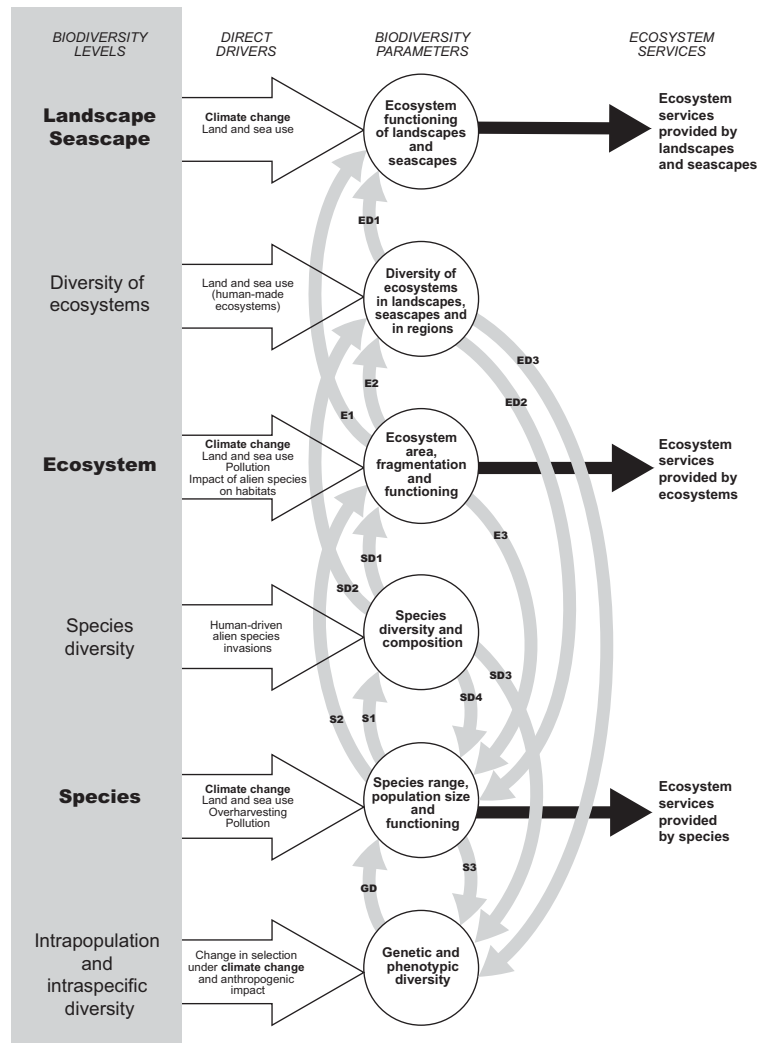 BIODIVERSITY
LEVELS
DIRECT
DRIVERS
BIODIVERSITY
PARAMETERS
ECOSYSTEM
SERVICES
Landscape
Seascape
Climate change
Land and sea use
Ecosystem
functioning
of landscapes
and
seascapes
Ecosystem
services
provided by
landscapes
and seascapes
ED1
Diversity of
ecosystems
Land and sea use
(human-made
ecosystems)
Diversity of
ecosystems
in landscapes,
seascapes and
in regions
ED3
ED2
E2
E1
Ecosystem
Climate change
Land and sea use
Pollution
Impact of alien species
on habitats
Ecosystem
area,
fragmentation
and
functioning
Ecosystem
services
provided by
ecosystems
E3
SD1
SD2
Species
diversity
Human-driven
alien species
invasions
Species
diversity and
composition
SD3
SD4
S2
S1
Species
Climate change
Land and sea use
Overharvesting
Pollution
Species range,
population size
and
functioning
Ecosystem
services
provided
by species
S3
GD
Intrapopulation
and
intraspecific
diversity
Change in selection
under climate change
and anthropogenic
impact
Genetic and
phenotypic
diversity